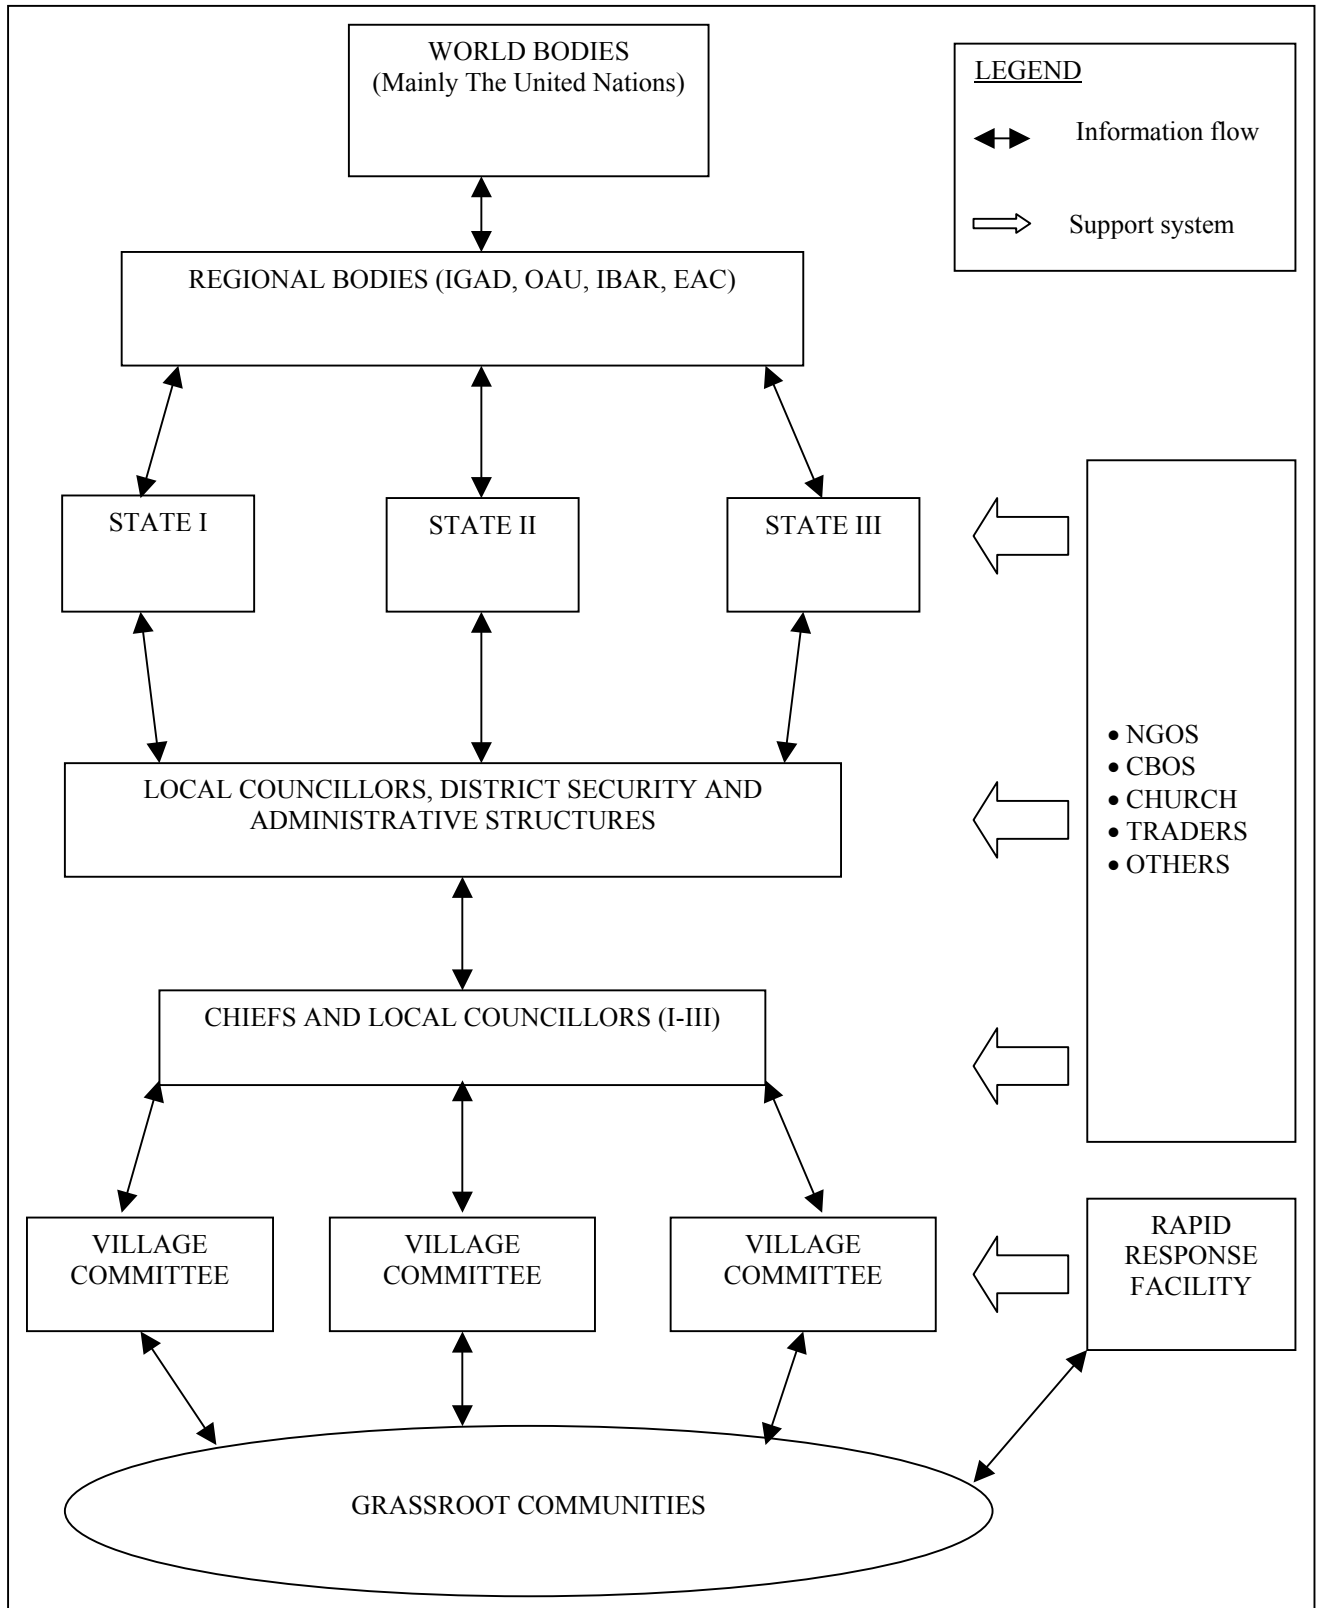 WORLD BODIES
(Mainly The United Nations)
LEGEND
Information flow
Support system
REGIONAL BODIES (IGAD, OAU, IBAR, EAC)
STATE I
STATE II
STATE III
• NGOS
• CBOS
• CHURCH
• TRADERS
• OTHERS
LOCAL COUNCILLORS, DISTRICT SECURITY AND
ADMINISTRATIVE STRUCTURES
CHIEFS AND LOCAL COUNCILLORS (I-III)
VILLAGE
COMMITTEE
VILLAGE
COMMITTEE
VILLAGE
COMMITTEE
RAPID
RESPONSE
FACILITY
GRASSROOT COMMUNITIES